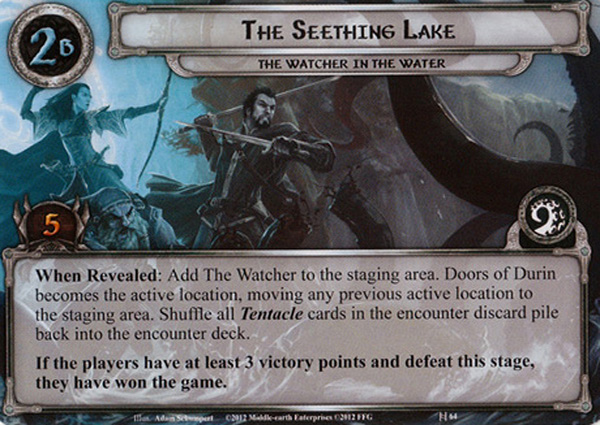 2B
THE SEETHING LAKE
THE WATCHER IN THE WATER
5
When Revealed: Add The Watcher to the staging area. Doors of Durin
becomes the active location, moving any previous active location to
the staging area. Shuffle all Tentacle cards in the encounter discard pile
back into the encounter deck.
If the players have at least 3 victory points and defeat this stage,
they have won the game.
Illus. Adam Schumpert ©2012 Middle-earth Enterprises ©2012 FFG 64